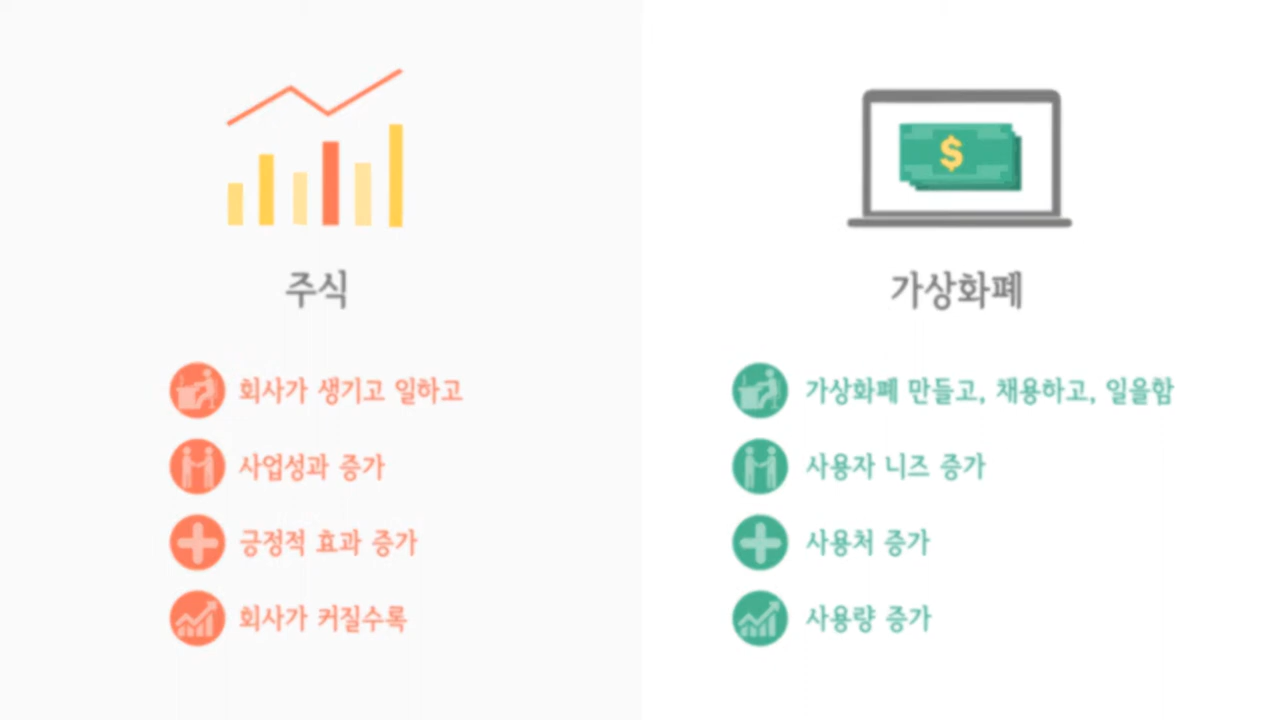 주식
회사가 생기고 일하고
사업성과 증가
긍정적 효과 증가
회사가 커질수록
$
가상화폐
가상화폐 만들고, 채용하고, 일을함
사용자 니즈 증가
사용처 증가
사용량 증가